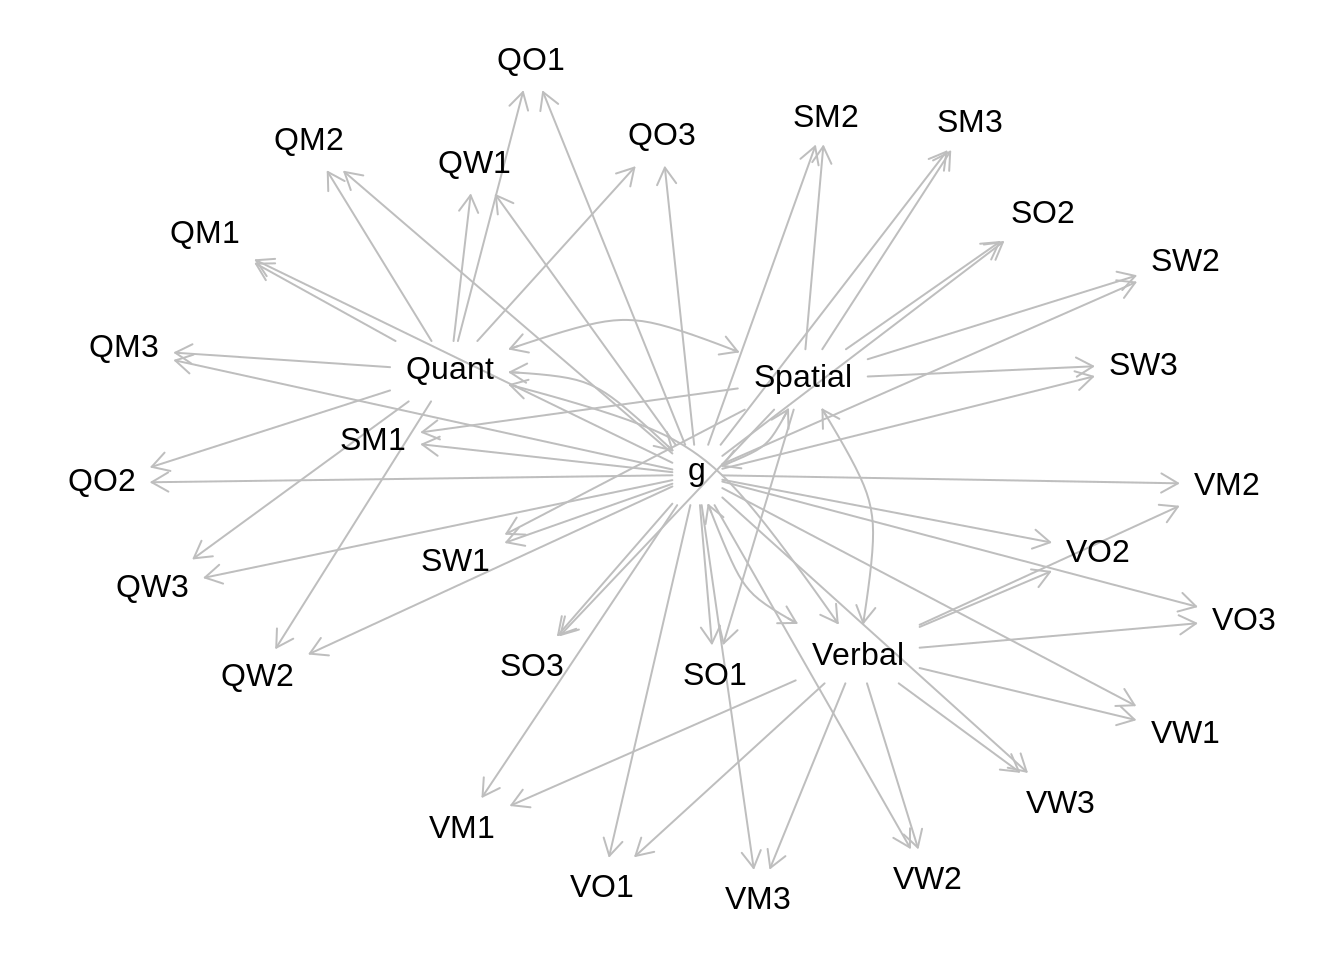 QO1
SM2
SM3
QO3
QM2
QW1
SO2
QM1
SW2
QM3
SW3
Quant
Spatial
SM1
g
QO2
VM2
VO2
SW1
QW3
VO3
Verbal
SO3
SO1
QW2
VW1
VW3
VM1
VW2
VO1
VM3